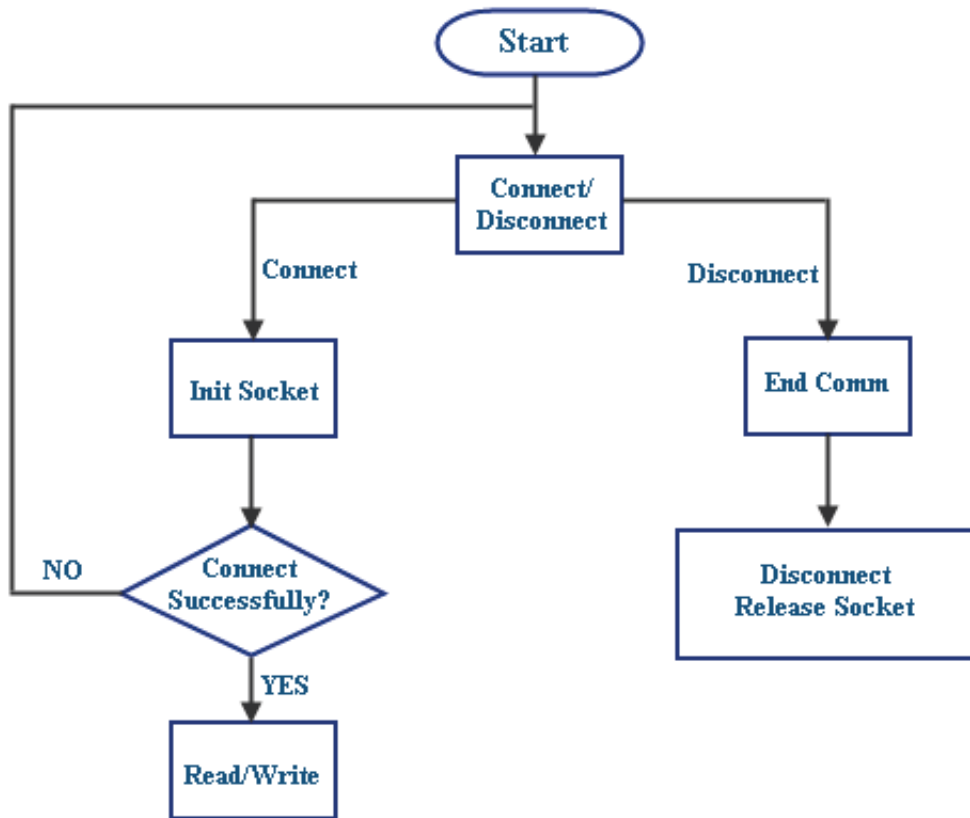 Start
Connect/
Disconnect
Connect
Disconnect
Init Socket
End Comm
NO
Connect
Successfully?
Disconnect
Release Socket
YES
Read/Write